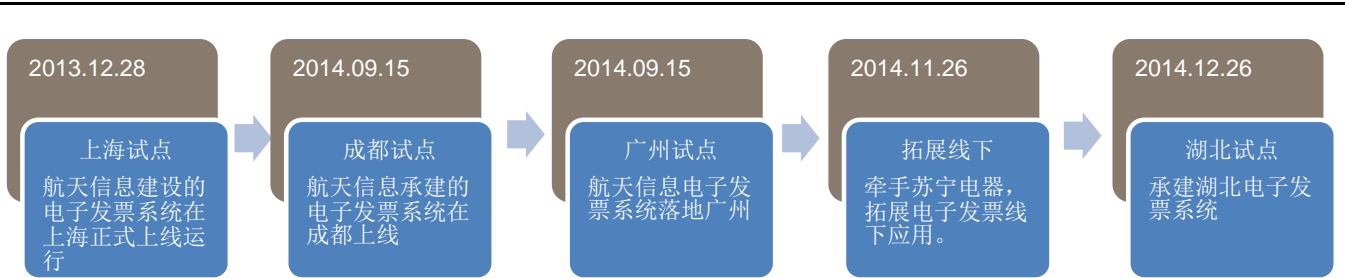 2013.12.28
上海试点
航天信息建设的
电子发票系统在
上海正式上线运
行
2014.09.15
成都试点
航天信息承建的
电子发票系统在
成都上线
2014.09.15
广州试点
航天信息电子发
票系统落地广州
2014.11.26
拓展线下
牵手苏宁电器，
拓展电子发票线
下应用。
2014.12.26
湖北试点
承建湖北电子发
票系统